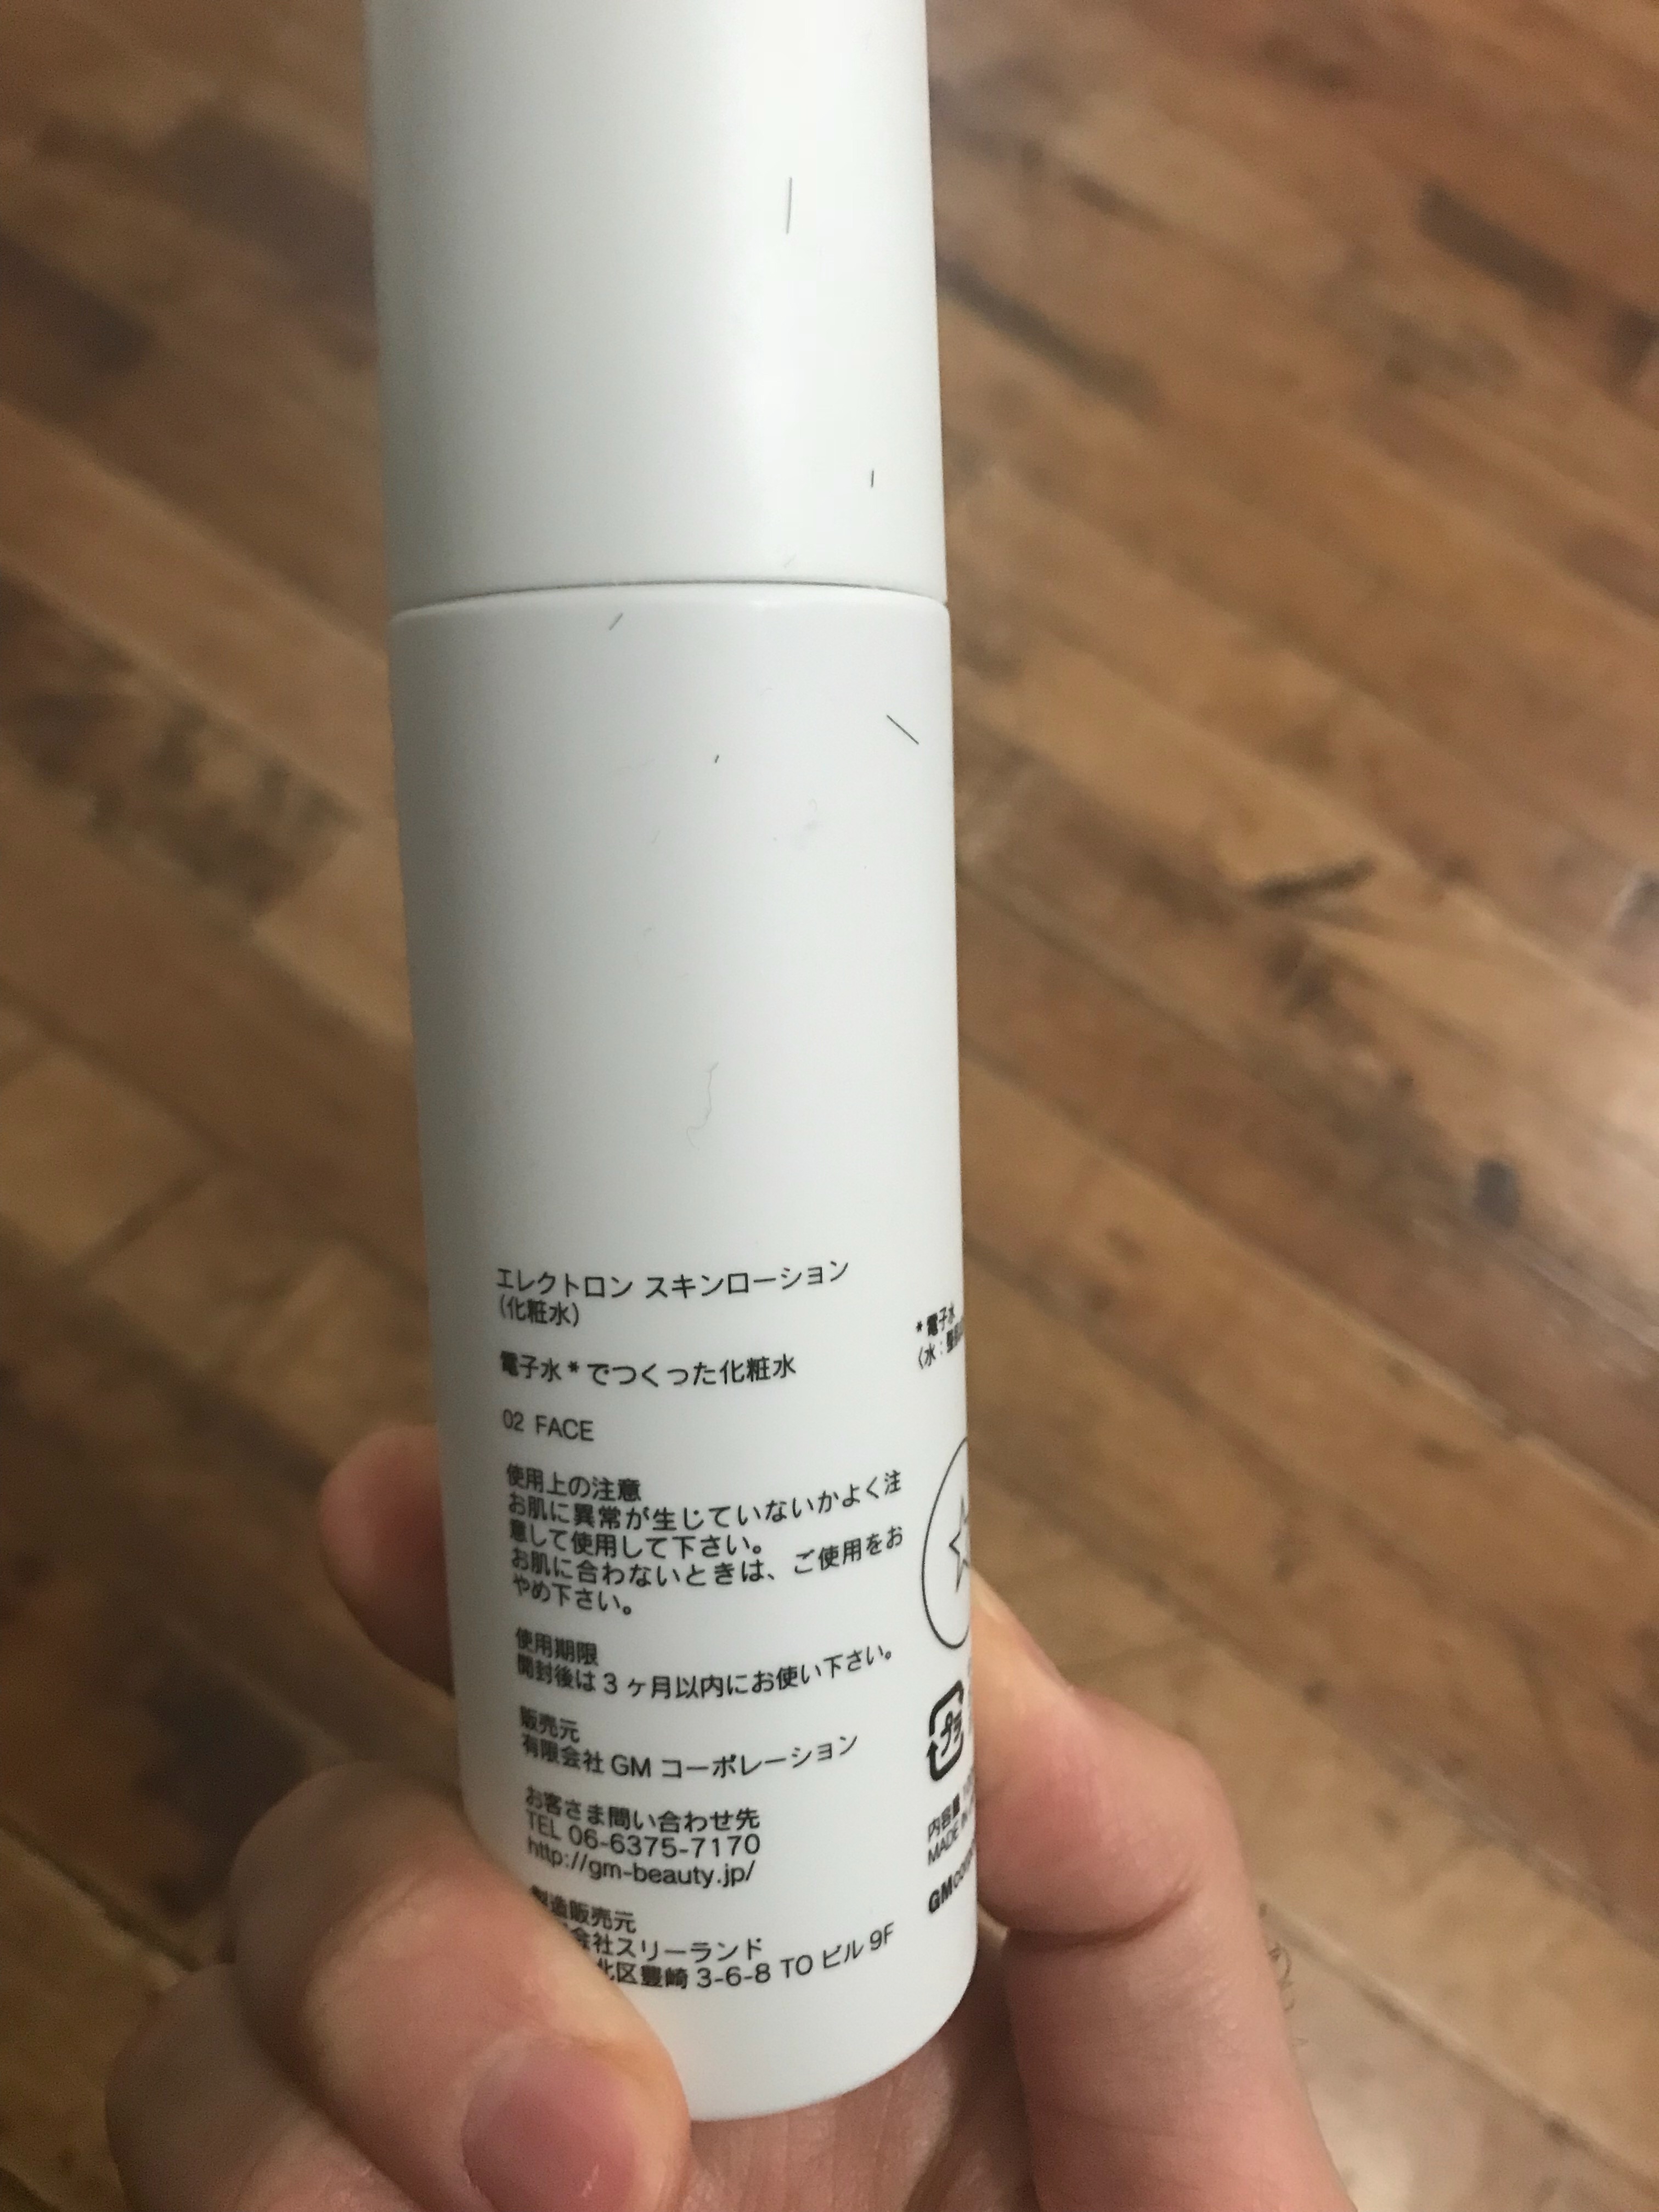 エレクトロン スキンローション
(化粧水)
電子水*でつくった化粧水
02 FACE
使用上の注意
お肌に異常が生じていないかよく注
意して使用して下さい。
お肌に合わないときは、ご使用をお
やめ下さい。
使用期限
開封後は3ヶ月以内にお使い下さい。
販売元
有限会社 GM コーポレーション
お客さま問い合わせ先
TEL 06-6375-7170
http://gm-beauty.jp/
製造販売元
会社スリーランド
北区豊崎 3-6-8 TO ビル 9F
*電子水
(水:
プラ
内容量
MADE IN
GM